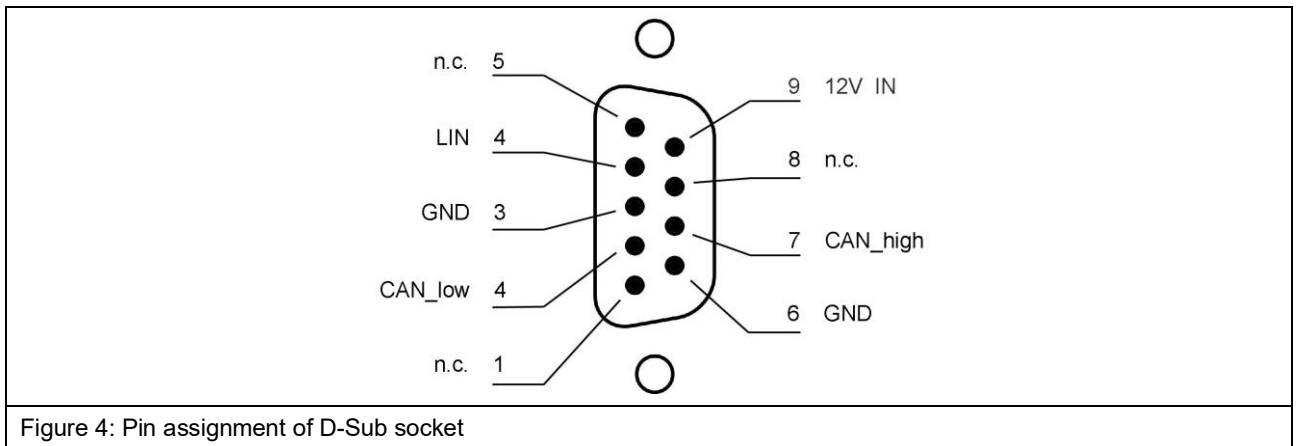 n.c. 5
9 12V IN
LIN 4
8 n.c.
GND 3
7 CAN_high
CAN_low 4
6 GND
n.c. 1
Figure 4: Pin assignment of D-Sub socket